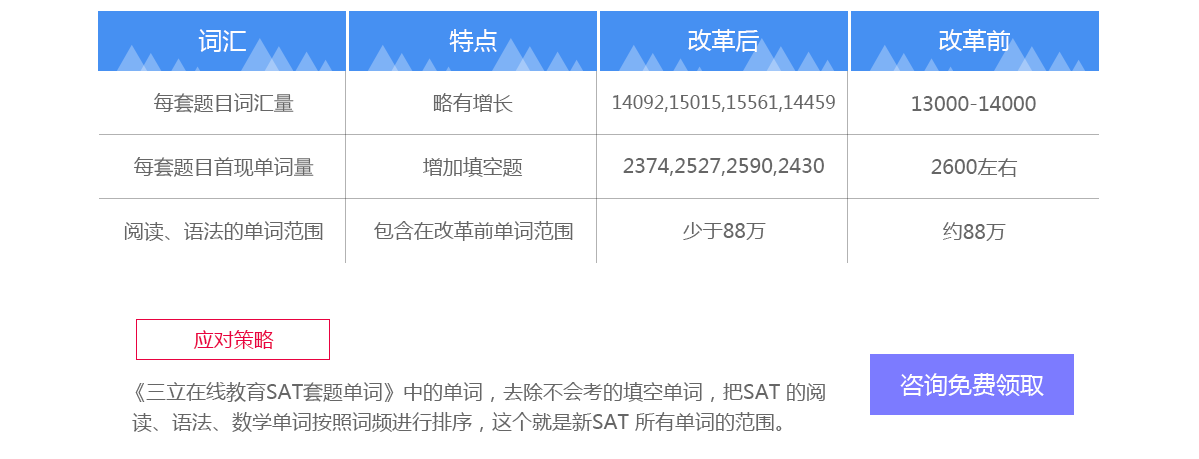 词汇 特点 改革后 改革前
每套题目词汇量 略有增长 14092,15015,15561,14459 13000-14000
每套题目首现单词量 增加填空题 2374,2527,2590,2430 2600左右
阅读、语法的单词范围 包含在改革前单词范围 少于88万 约88万
应对策略
《三立在线教育SAT套题单词》中的单词，去除不会考的填空单词，把SAT 的阅
读、语法、数学单词按照词频进行排序，这个就是新SAT 所有单词的范围。
咨询免费领取